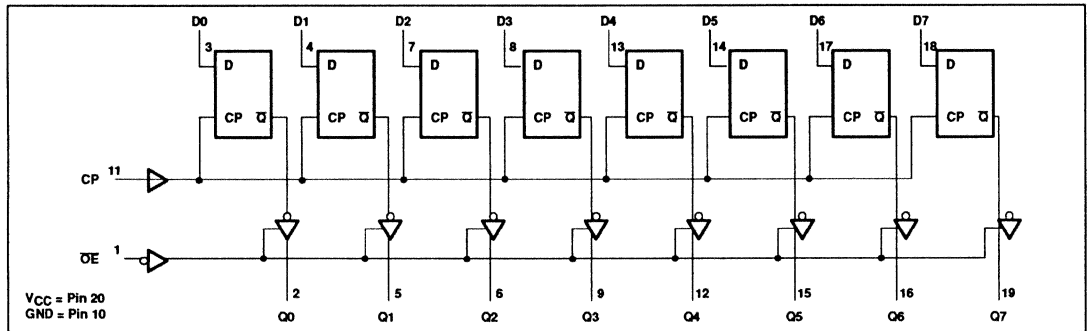 D0 D1 D2 D3 D4 D5 D6 D7
3 4 7 8 13 14 17 18
D D D D D D D D
CP Q̅ CP Q̅ CP Q̅ CP Q̅ CP Q̅ CP Q̅ CP Q̅ CP Q̅
CP 11
O̅E̅ 1
2 5 6 9 12 15 16 19
VCC = Pin 20
GND = Pin 10
Q0 Q1 Q2 Q3 Q4 Q5 Q6 Q7